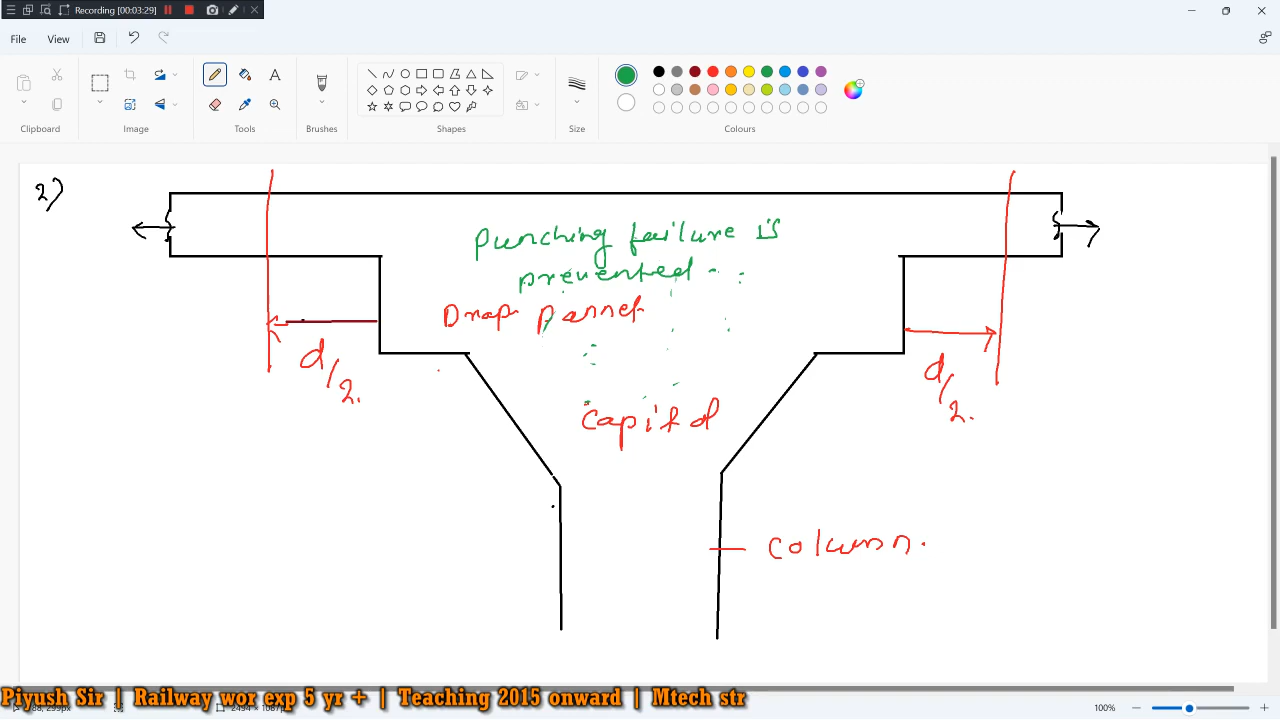 Recording [00:03:29]
File View
Clipboard Image Tools Brushes Shapes Size Colours
2)
Punching failure is
prevented
Drop pannel
d/2 d/2.
Capital
column.
Piyush Sir | Railway wor exp 5 yr + | Teaching 2015 onward | Mtech str
100%